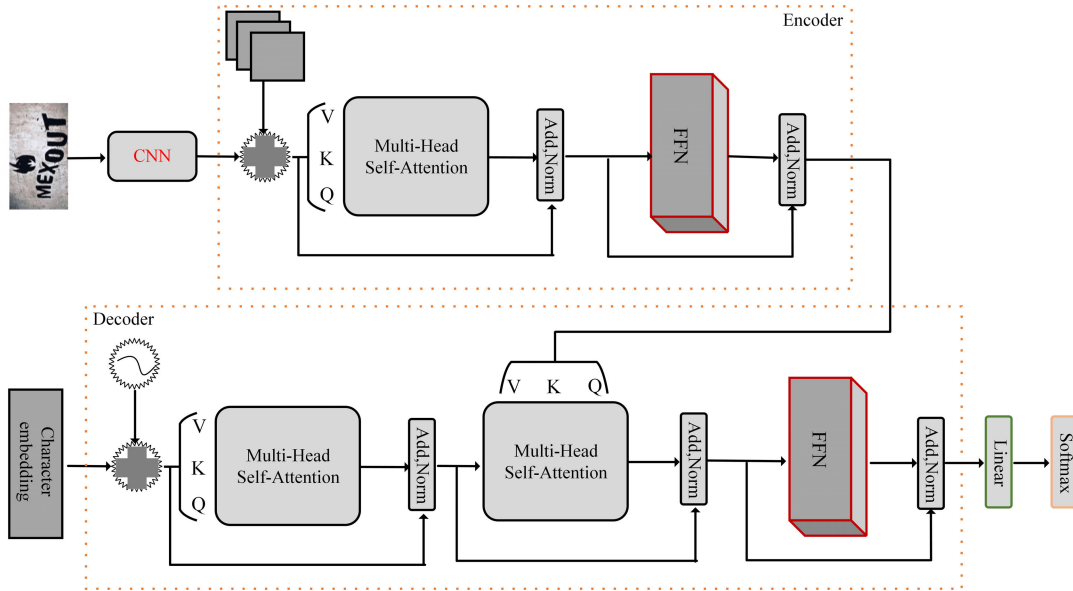 Encoder
MEXOUT
CNN
V
K
Q
Multi-Head
Self-Attention
Add,Norm
FFN
Add,Norm
Decoder
Character
embedding
V
K
Q
Multi-Head
Self-Attention
Add,Norm
V K Q
Multi-Head
Self-Attention
Add,Norm
FFN
Add,Norm
Linear
Softmax